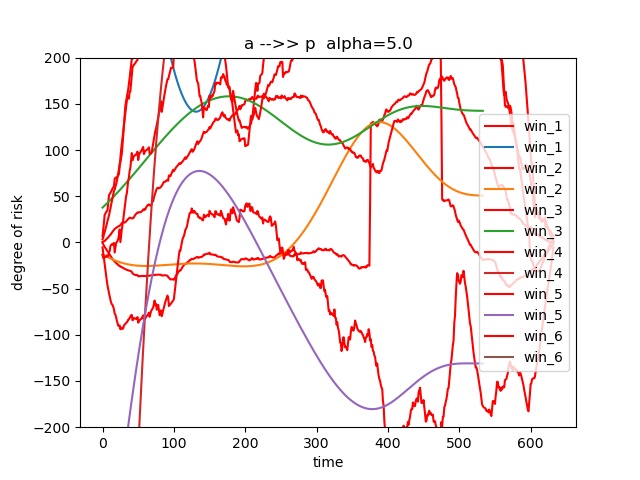 a -->> p  alpha=5.0
degree of risk
200
150
100
50
0
−50
−100
−150
−200
0
100
200
300
400
500
600
time
win_1
win_1
win_2
win_2
win_3
win_3
win_4
win_4
win_5
win_5
win_6
win_6